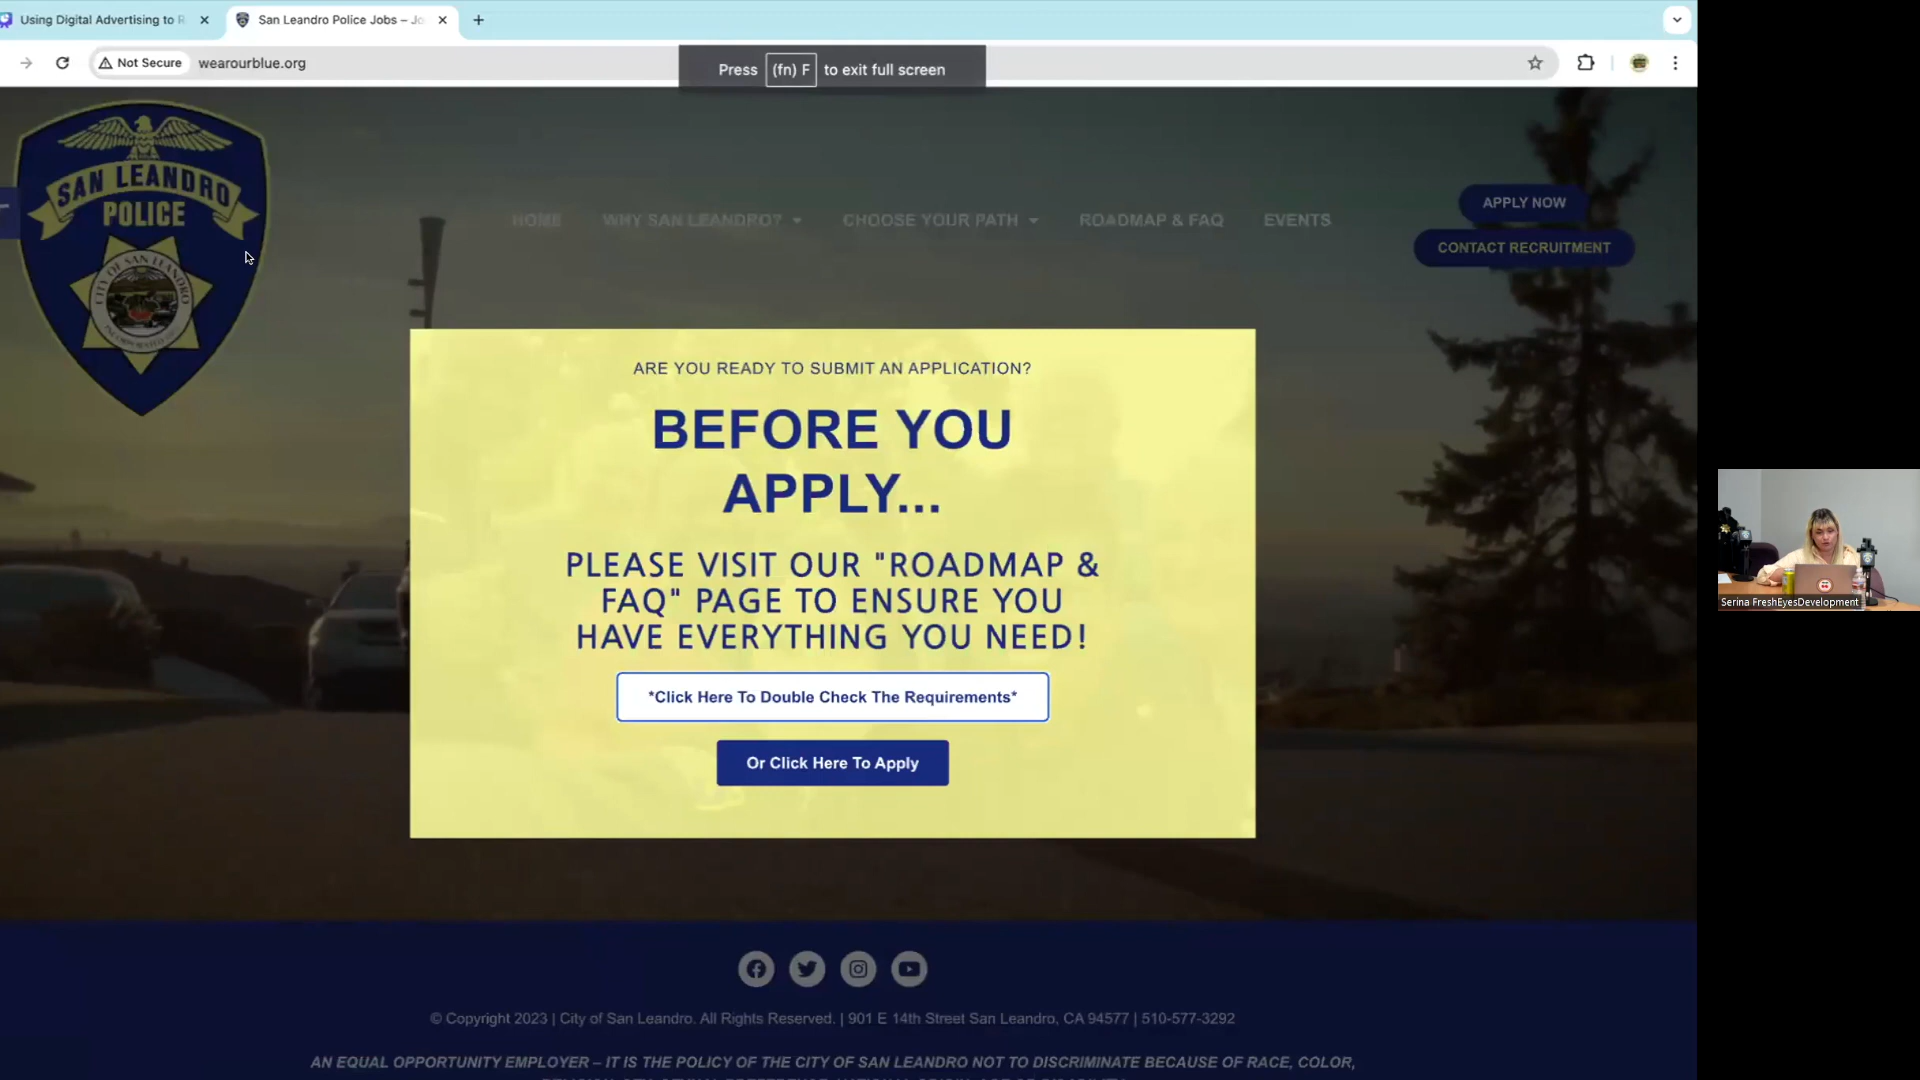 Using Digital Advertising to R
San Leandro Police Jobs – Jo
Not Secure
wearourblue.org
Press (fn) F to exit full screen
SAN LEANDRO
POLICE
CITY OF SAN LEANDRO
INCORPORATED
HOME
WHY SAN LEANDRO?
CHOOSE YOUR PATH
ROADMAP & FAQ
EVENTS
APPLY NOW
CONTACT RECRUITMENT
ARE YOU READY TO SUBMIT AN APPLICATION?
BEFORE YOU
APPLY...
PLEASE VISIT OUR "ROADMAP &
FAQ" PAGE TO ENSURE YOU
HAVE EVERYTHING YOU NEED!
*Click Here To Double Check The Requirements*
Or Click Here To Apply
Serina FreshEyesDevelopment
© Copyright 2023 | City of San Leandro. All Rights Reserved. | 901 E 14th Street San Leandro, CA 94577 | 510-577-3292
AN EQUAL OPPORTUNITY EMPLOYER – IT IS THE POLICY OF THE CITY OF SAN LEANDRO NOT TO DISCRIMINATE BECAUSE OF RACE, COLOR,